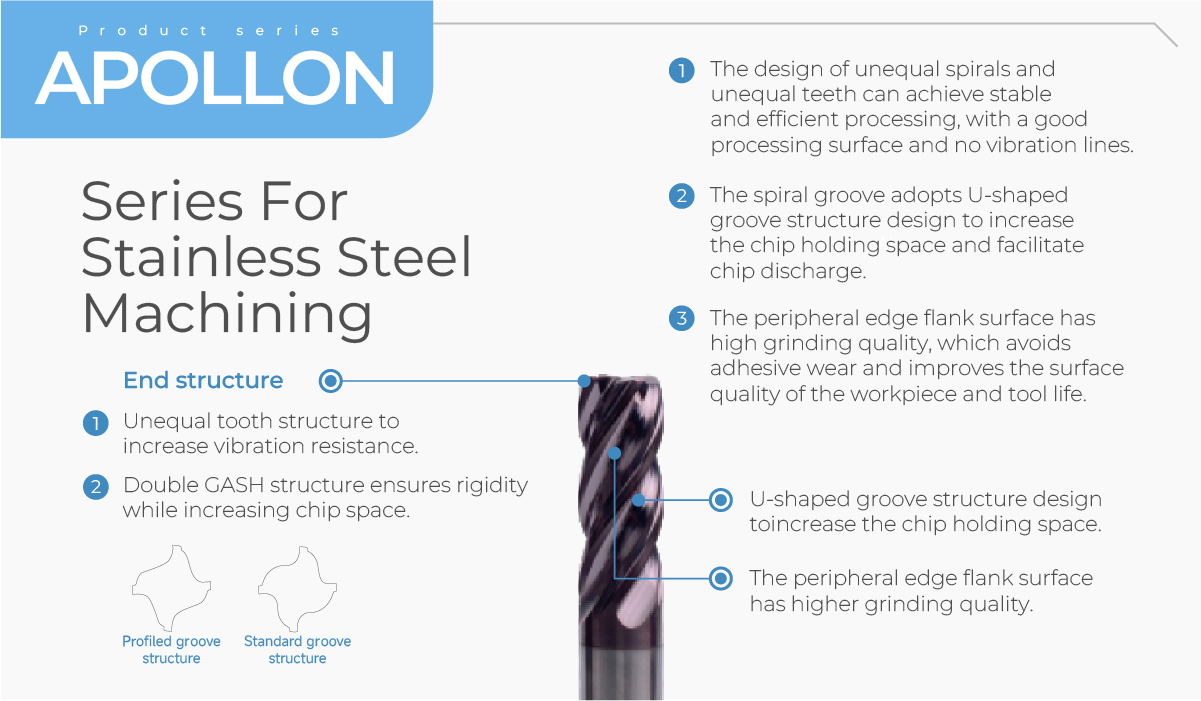 Product series
APOLLON
Series For
Stainless Steel
Machining
End structure
1 Unequal tooth structure to
increase vibration resistance.
2 Double GASH structure ensures rigidity
while increasing chip space.
Profiled groove
structure
Standard groove
structure
1 The design of unequal spirals and
unequal teeth can achieve stable
and efficient processing, with a good
processing surface and no vibration lines.
2 The spiral groove adopts U-shaped
groove structure design to increase
the chip holding space and facilitate
chip discharge.
3 The peripheral edge flank surface has
high grinding quality, which avoids
adhesive wear and improves the surface
quality of the workpiece and tool life.
U-shaped groove structure design
toincrease the chip holding space.
The peripheral edge flank surface
has higher grinding quality.